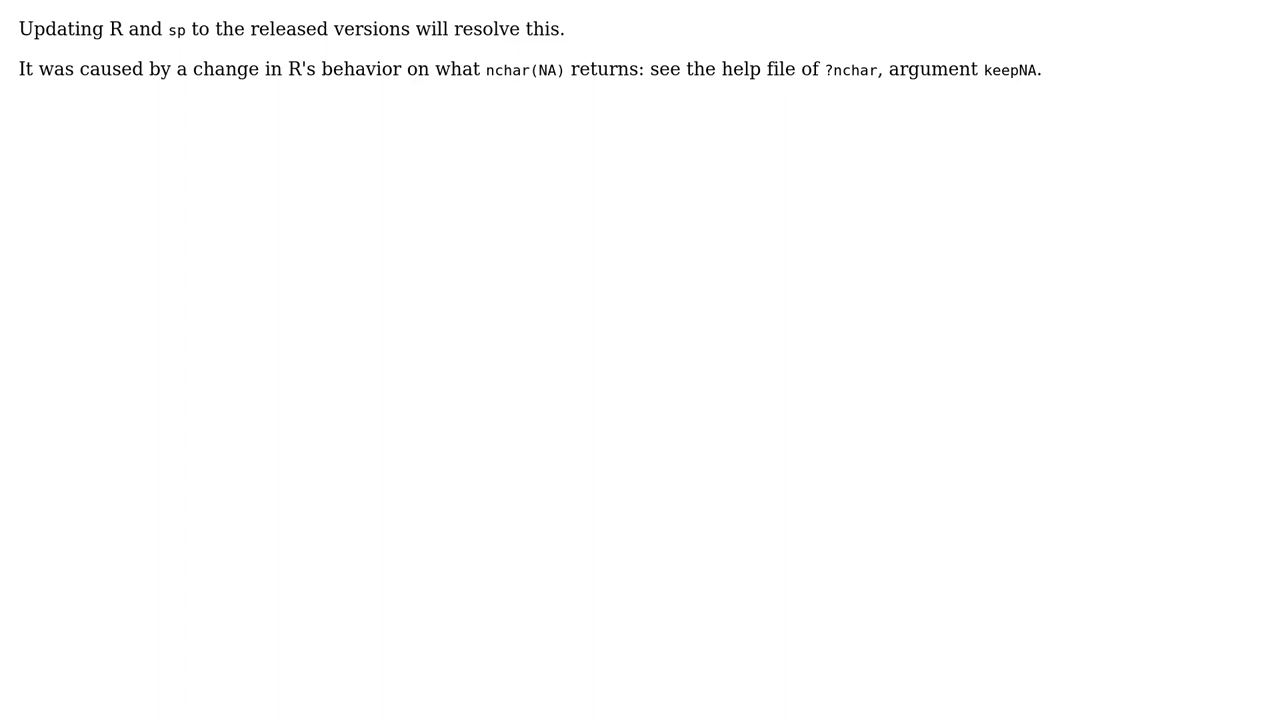 Updating R and sp to the released versions will resolve this.
It was caused by a change in R's behavior on what nchar(NA) returns: see the help file of ?nchar, argument keepNA.